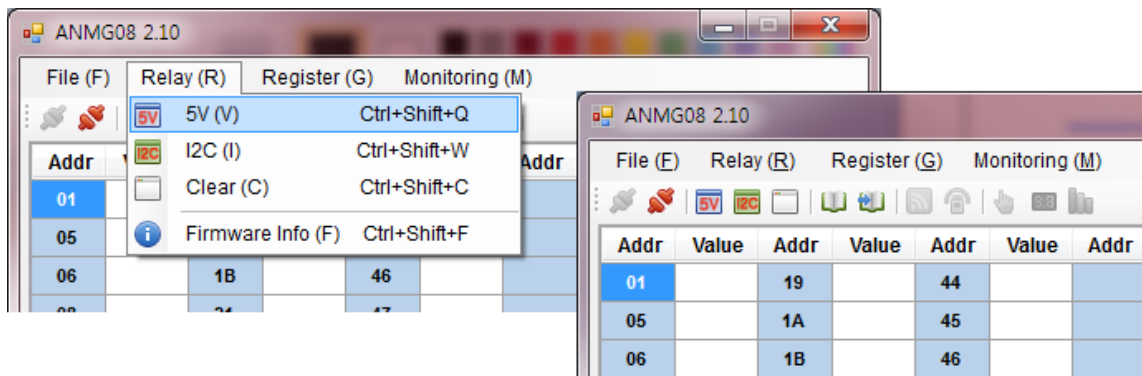 ANMG08 2.10
File (F) Relay (R) Register (G) Monitoring (M)
5V 5V (V) Ctrl+Shift+Q
I2C I2C (I) Ctrl+Shift+W
Clear (C) Ctrl+Shift+C
Firmware Info (F) Ctrl+Shift+F
Addr Addr
01
05
06 1B 46
ANMG08 2.10
File (F) Relay (R) Register (G) Monitoring (M)
5V I2C
Addr Value Addr Value Addr Value Addr
01 19 44
05 1A 45
06 1B 46